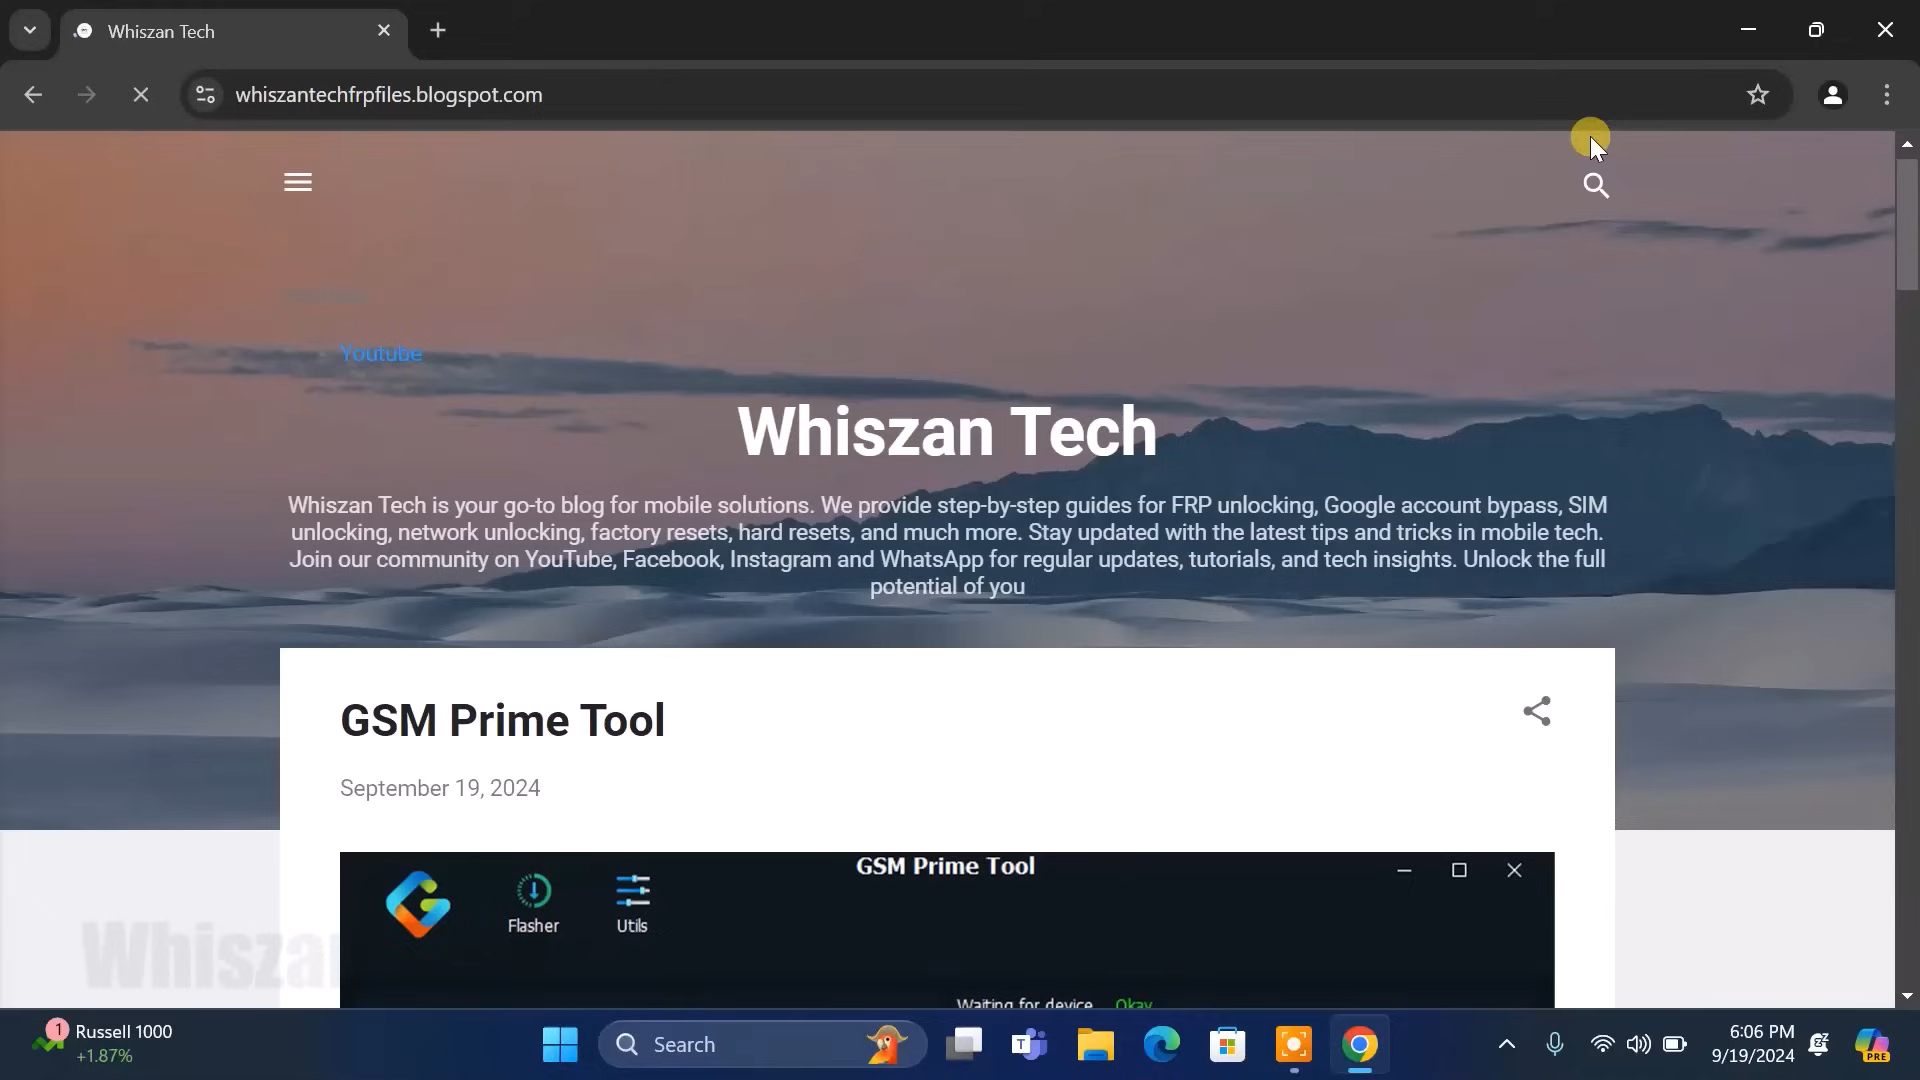 Whiszan Tech
whiszantechfrpfiles.blogspot.com
Youtube
Whiszan Tech
Whiszan Tech is your go-to blog for mobile solutions. We provide step-by-step guides for FRP unlocking, Google account bypass, SIM
unlocking, network unlocking, factory resets, hard resets, and much more. Stay updated with the latest tips and tricks in mobile tech.
Join our community on YouTube, Facebook, Instagram and WhatsApp for regular updates, tutorials, and tech insights. Unlock the full
potential of you
GSM Prime Tool
September 19, 2024
GSM Prime Tool
Flasher
Utils
Waiting for device
Okay
1
Russell 1000
+1.87%
Search
T
PRE
6:06 PM
9/19/2024